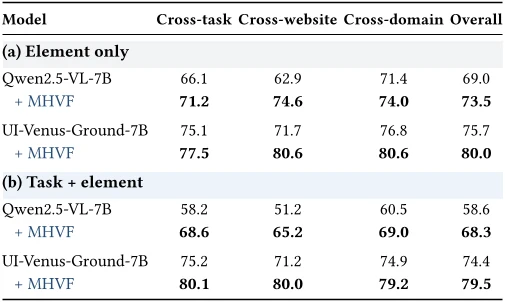 Model Cross-task Cross-website Cross-domain Overall
(a) Element only
Qwen2.5-VL-7B 66.1 62.9 71.4 69.0
+ MHVF 71.2 74.6 74.0 73.5
UI-Venus-Ground-7B 75.1 71.7 76.8 75.7
+ MHVF 77.5 80.6 80.6 80.0
(b) Task + element
Qwen2.5-VL-7B 58.2 51.2 60.5 58.6
+ MHVF 68.6 65.2 69.0 68.3
UI-Venus-Ground-7B 75.2 71.2 74.9 74.4
+ MHVF 80.1 80.0 79.2 79.5